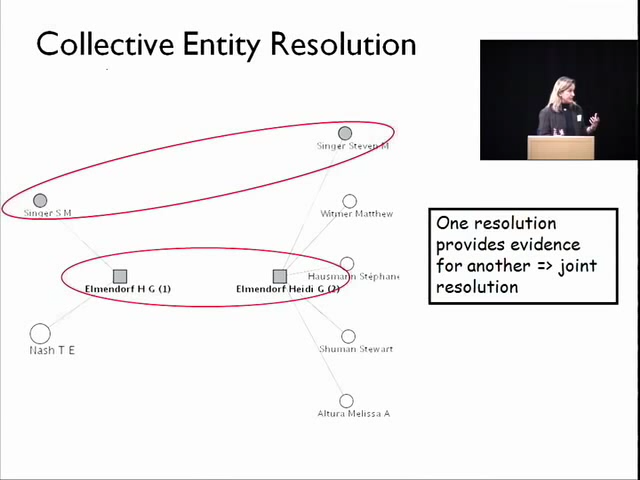 Collective Entity Resolution
Singer Steven M
Singer S M
Witmer Matthew
Hausmann Stéphane
Elmendorf H G (1)
Elmendorf Heidi G (2)
Nash T E
Shuman Stewart
Altura Melissa A
One resolution
provides evidence
for another => joint
resolution